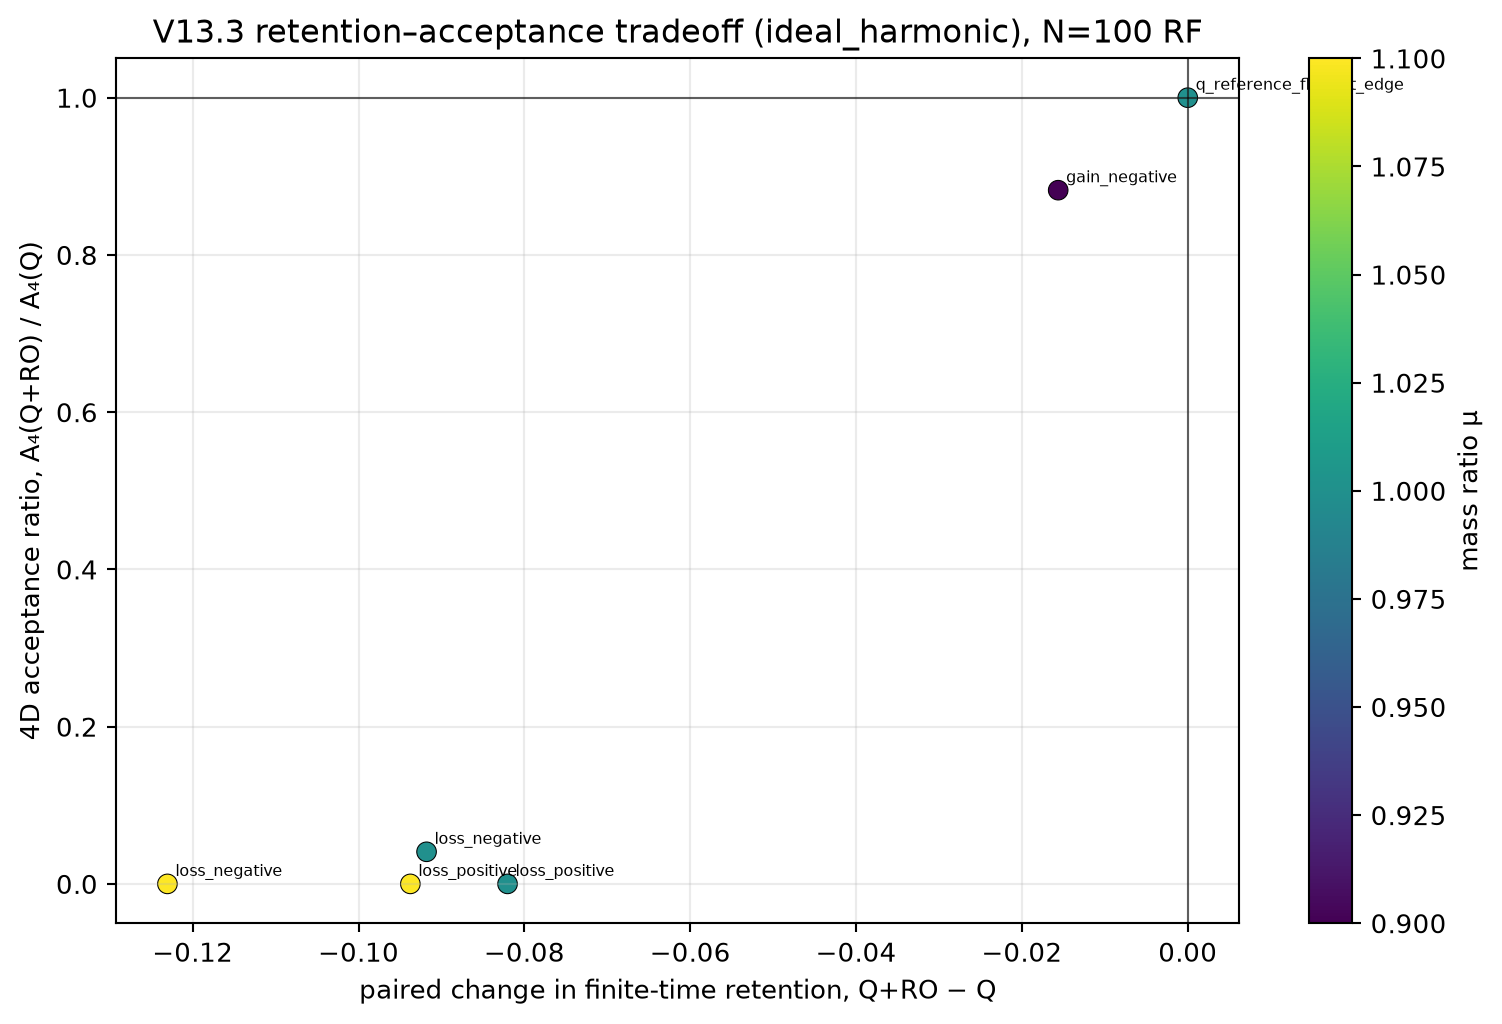 V13.3 retention–acceptance tradeoff (ideal_harmonic), N=100 RF
4D acceptance ratio, A₄(Q+RO) / A₄(Q)
1.0
0.8
0.6
0.4
0.2
0.0
q_reference_fl
t_edge
gain_negative
loss_negative
loss_negative
loss_positive
loss_positive
−0.12
−0.10
−0.08
−0.06
−0.04
−0.02
0.00
paired change in finite-time retention, Q+RO − Q
1.100
1.075
1.050
1.025
1.000
0.975
0.950
0.925
0.900
mass ratio μ